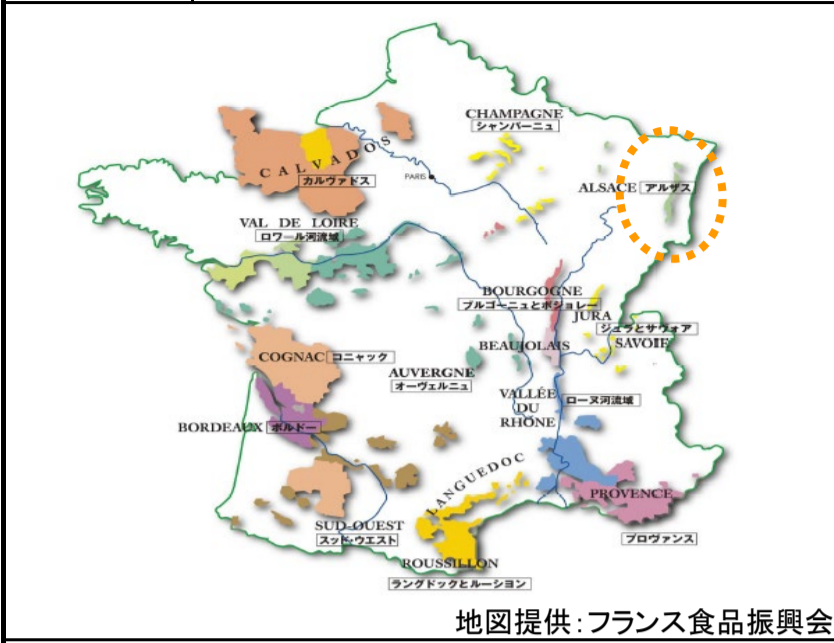 CHAMPAGNE
シャンパーニュ
CALVADOS
カルヴァドス
PARIS
ALSACE アルザス
VAL DE LOIRE
ロワール河流域
BOURGOGNE
ブルゴーニュとボジョレー
JURA
ジュラとサヴォア
SAVOIE
BEAUJOLAIS
COGNAC コニャック
AUVERGNE
オーヴェルニュ
VALLÉE
DU
RHÔNE
ローヌ河流域
BORDEAUX ボルドー
LANGUEDOC
PROVENCE
プロヴァンス
SUD-OUEST
スッド・ウエスト
ROUSSILLON
ラングドックとルーション
地図提供：フランス食品振興会